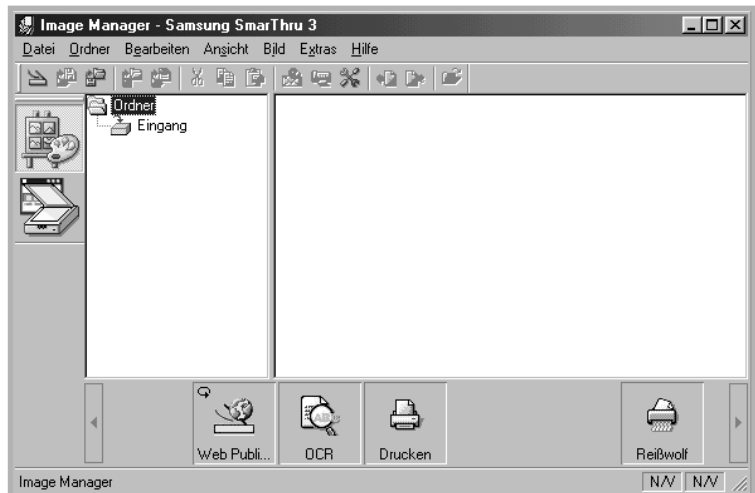 Image Manager - Samsung SmarThru 3
Datei Ordner Bearbeiten Ansicht Bild Extras Hilfe
Ordner
Eingang
Web Publi... OCR Drucken Reißwolf
Image Manager N/V N/V